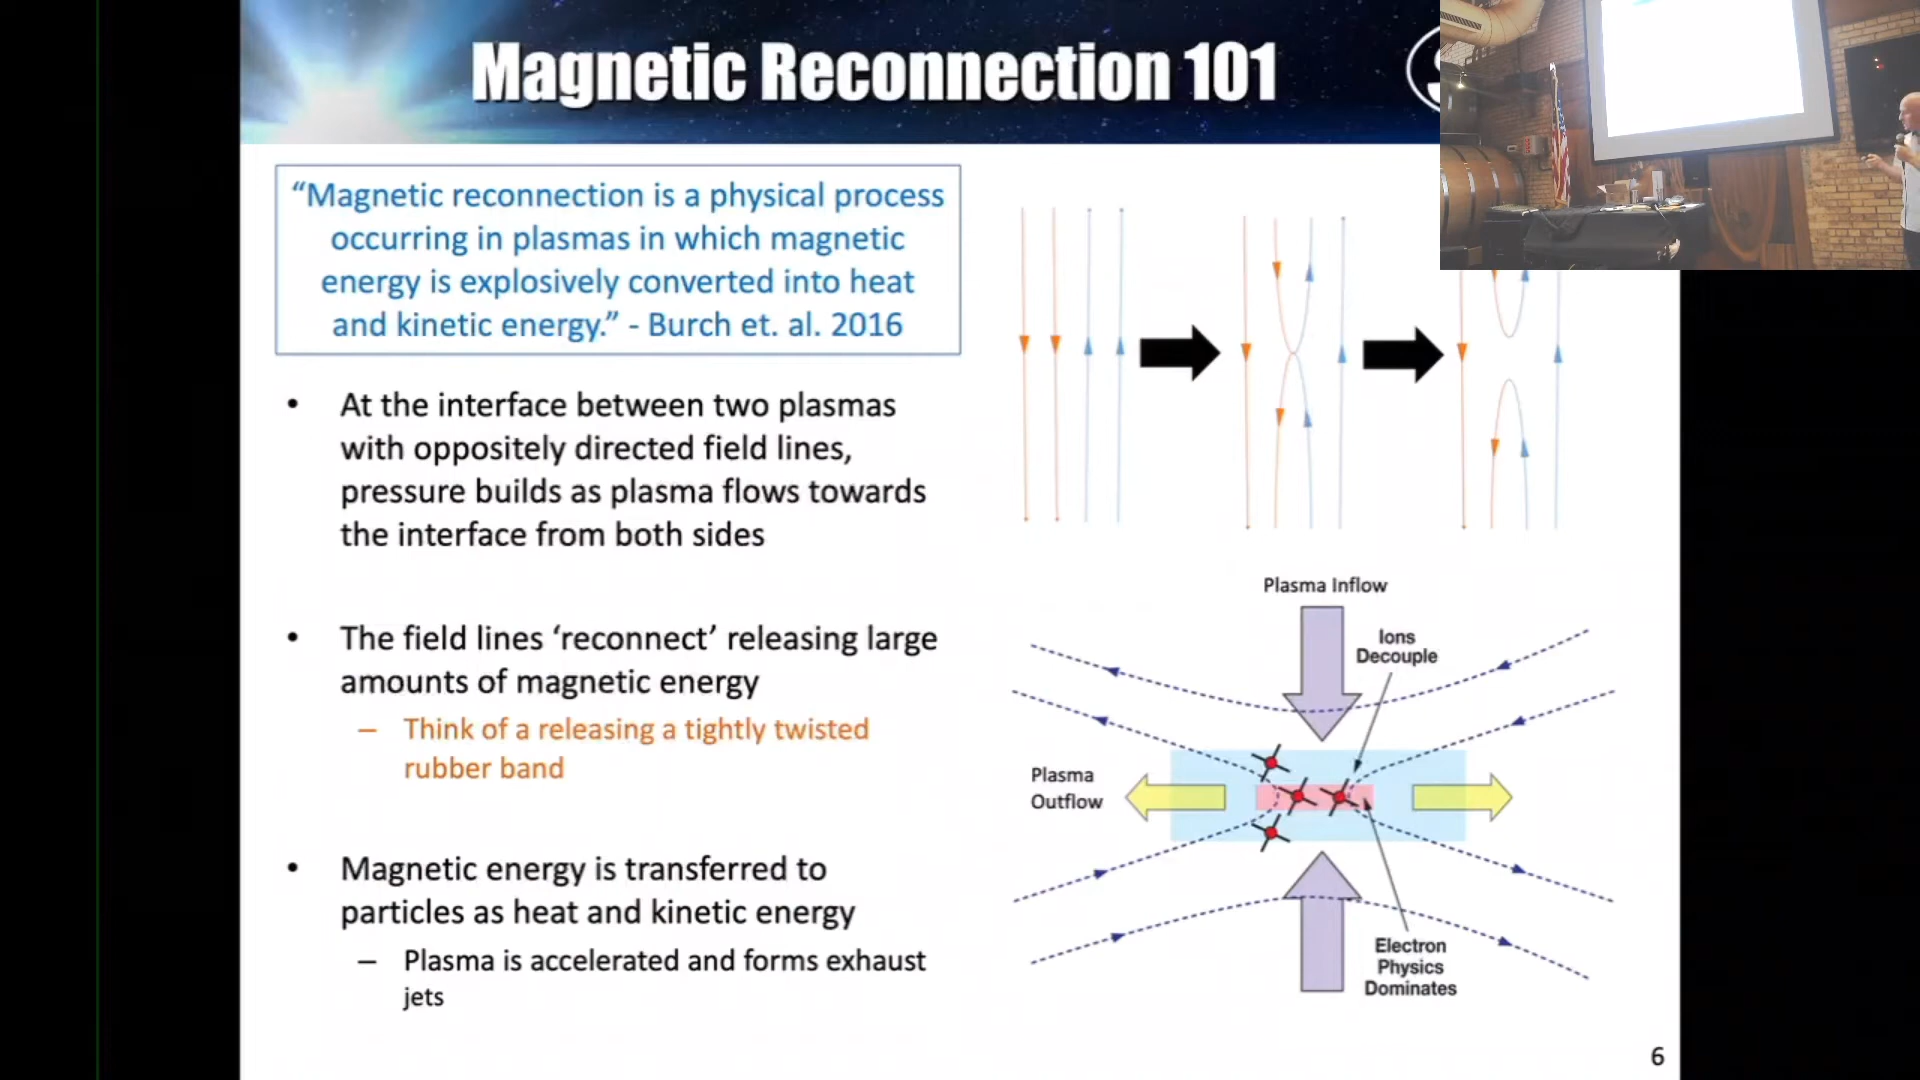 Magnetic Reconnection 101
“Magnetic reconnection is a physical process
occurring in plasmas in which magnetic
energy is explosively converted into heat
and kinetic energy.” - Burch et. al. 2016
• At the interface between two plasmas
with oppositely directed field lines,
pressure builds as plasma flows towards
the interface from both sides
• The field lines ‘reconnect’ releasing large
amounts of magnetic energy
– Think of a releasing a tightly twisted
rubber band
• Magnetic energy is transferred to
particles as heat and kinetic energy
– Plasma is accelerated and forms exhaust
jets
Plasma Inflow
Ions
Decouple
Plasma
Outflow
Electron
Physics
Dominates
6